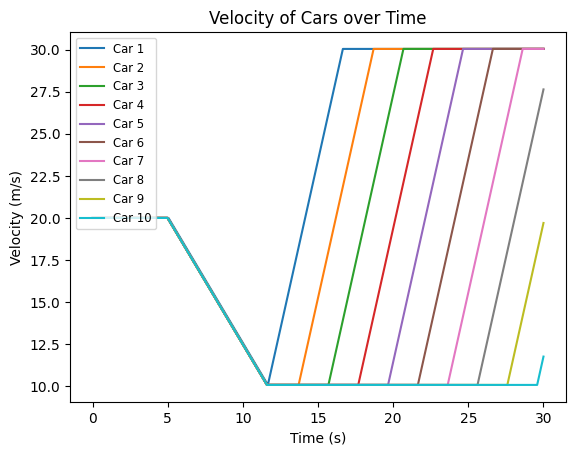 Velocity of Cars over Time
Velocity (m/s)
30.0
27.5
25.0
22.5
20.0
17.5
15.0
12.5
10.0
Car 1
Car 2
Car 3
Car 4
Car 5
Car 6
Car 7
Car 8
Car 9
Car 10
0
5
10
15
20
25
30
Time (s)